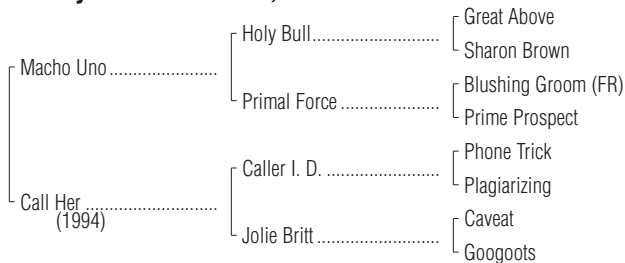 Macho Uno
Holy Bull
Great Above
Sharon Brown
Primal Force
Blushing Groom (FR)
Prime Prospect
Call Her
(1994)
Caller I. D.
Phone Trick
Plagiarizing
Jolie Britt
Caveat
Googoots